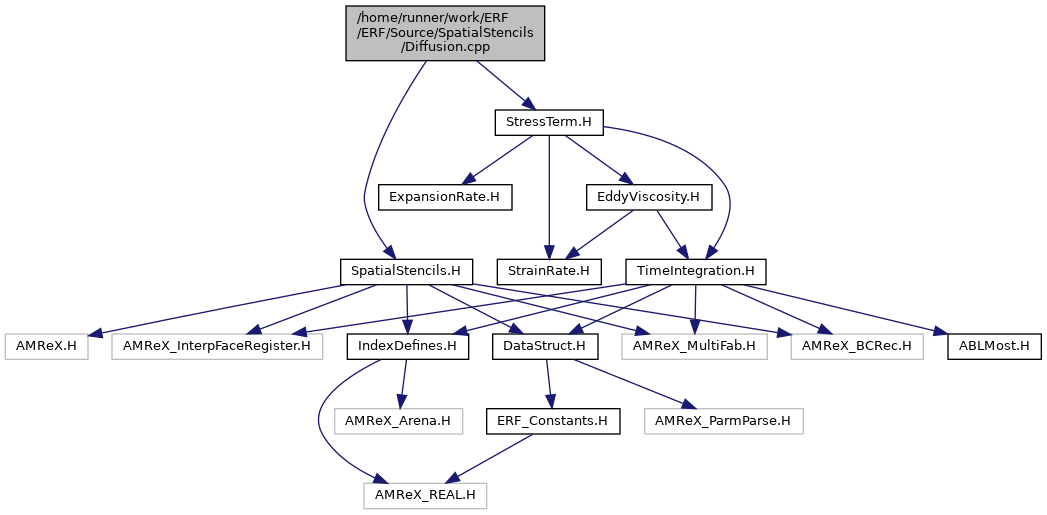 /home/runner/work/ERF
/ERF/Source/SpatialStencils
/Diffusion.cpp
StressTerm.H
ExpansionRate.H
EddyViscosity.H
SpatialStencils.H
StrainRate.H
TimeIntegration.H
AMReX.H
AMReX_InterpFaceRegister.H
IndexDefines.H
DataStruct.H
AMReX_MultiFab.H
AMReX_BCRec.H
ABLMost.H
AMReX_Arena.H
ERF_Constants.H
AMReX_ParmParse.H
AMReX_REAL.H